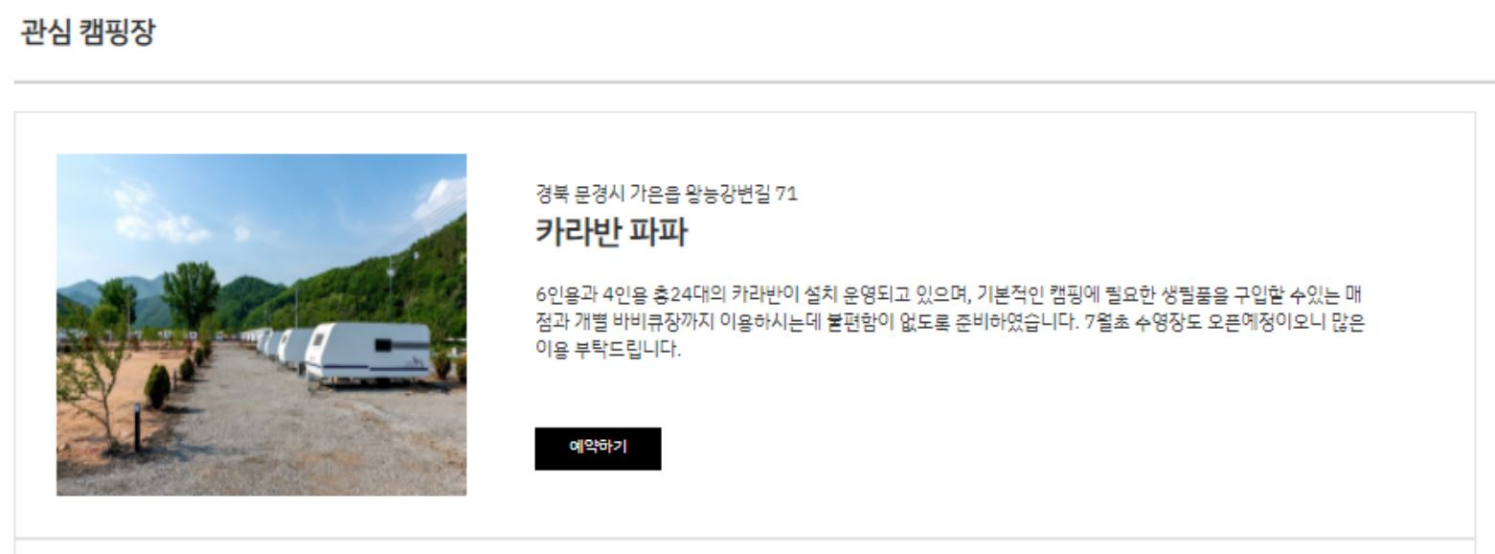 관심 캠핑장
경북 문경시 가은읍 왕능강변길 71
카라반 파파
6인용과 4인용 총24대의 카라반이 설치 운영되고 있으며, 기본적인 캠핑에 필요한 생필품을 구입할 수있는 매
점과 개별 바비큐장까지 이용하시는데 불편함이 없도록 준비하였습니다. 7월초 수영장도 오픈예정이오니 많은
이용 부탁드립니다.
예약하기